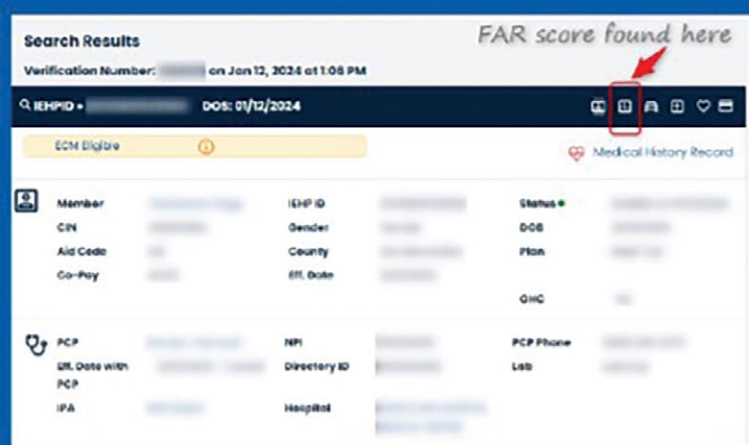 FAR score found here
Search Results
Verification Number: on Jan 12, 2024 at 1:06 PM
IEHPID • DOS: 01/12/2024
ECM Eligible
Medical History Record
Member IEHP ID Status
CIN Gender DOB
Aid Code County Plan
Co-Pay Eff. Date
OHC
PCP NPI PCP Phone
Eff. Date with PCP Directory ID Lab
IPA Hospital